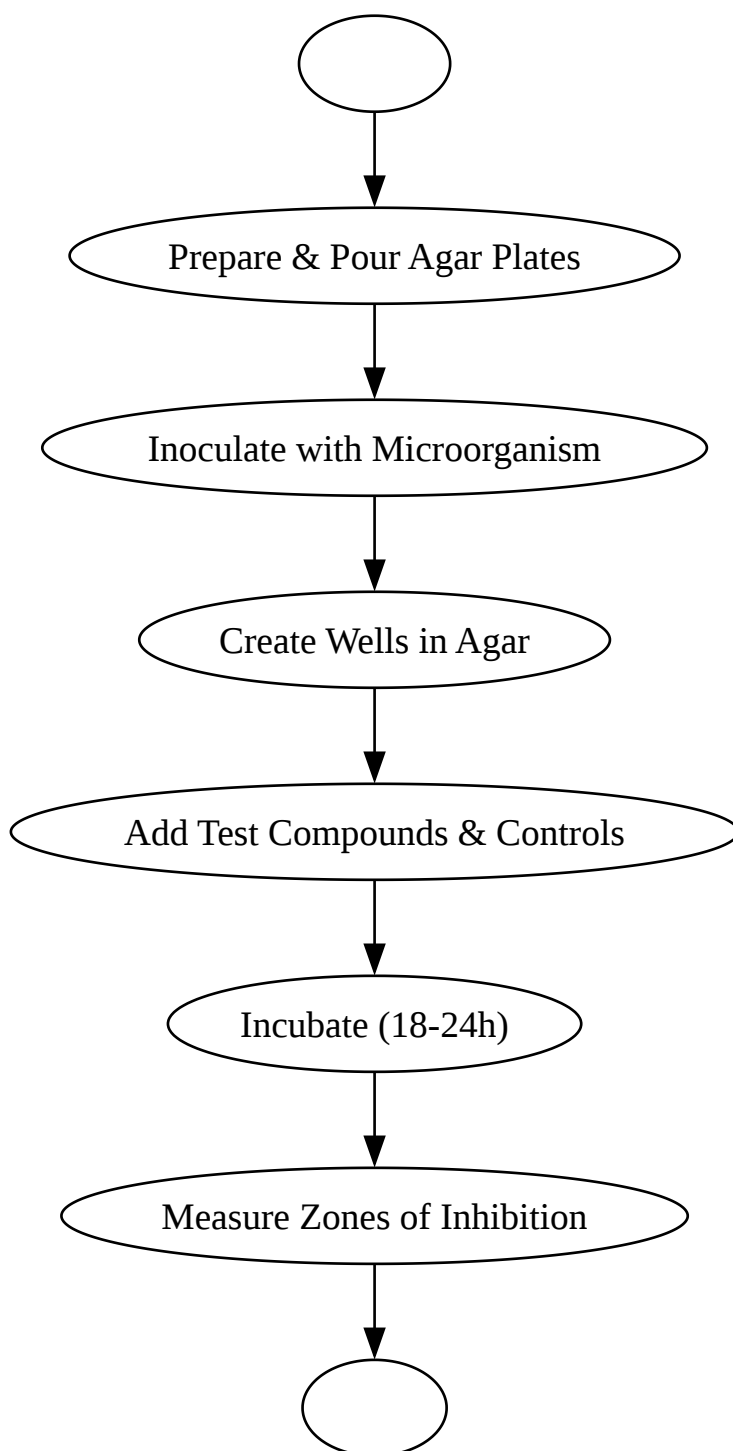 Prepare & Pour Agar Plates
Inoculate with Microorganism
Create Wells in Agar
Add Test Compounds & Controls
Incubate (18-24h)
Measure Zones of Inhibition